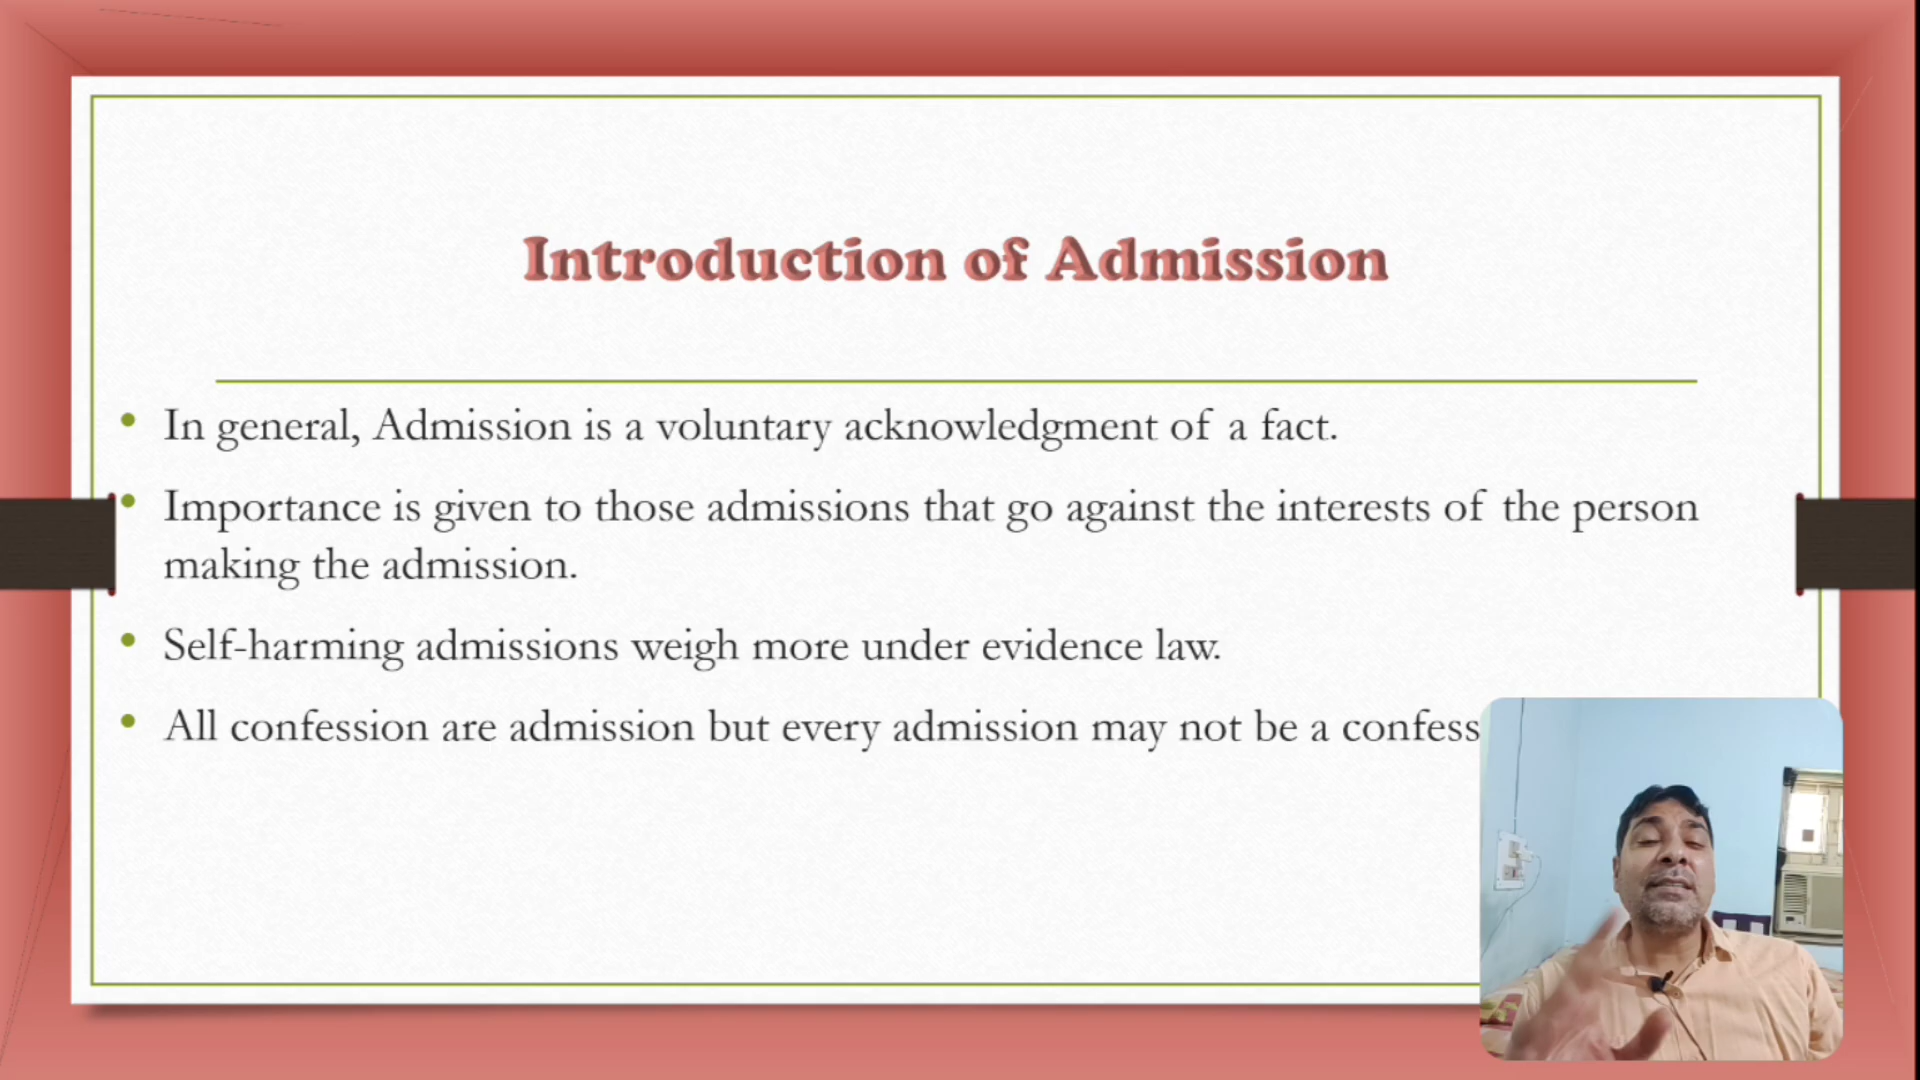 Introduction of Admission
In general, Admission is a voluntary acknowledgment of a fact.
Importance is given to those admissions that go against the interests of the person
making the admission.
Self-harming admissions weigh more under evidence law.
All confession are admission but every admission may not be a confess